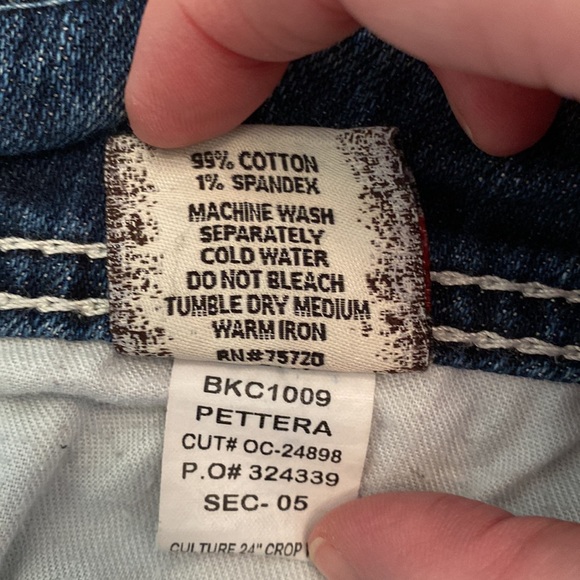 99% COTTON
1% SPANDEX
MACHINE WASH
SEPARATELY
COLD WATER
DO NOT BLEACH
TUMBLE DRY MEDIUM
WARM IRON
RN#75720
BKC1009
PETTERA
CUT# OC-24898
P.O# 324339
SEC- 05
CULTURE 24" CROP